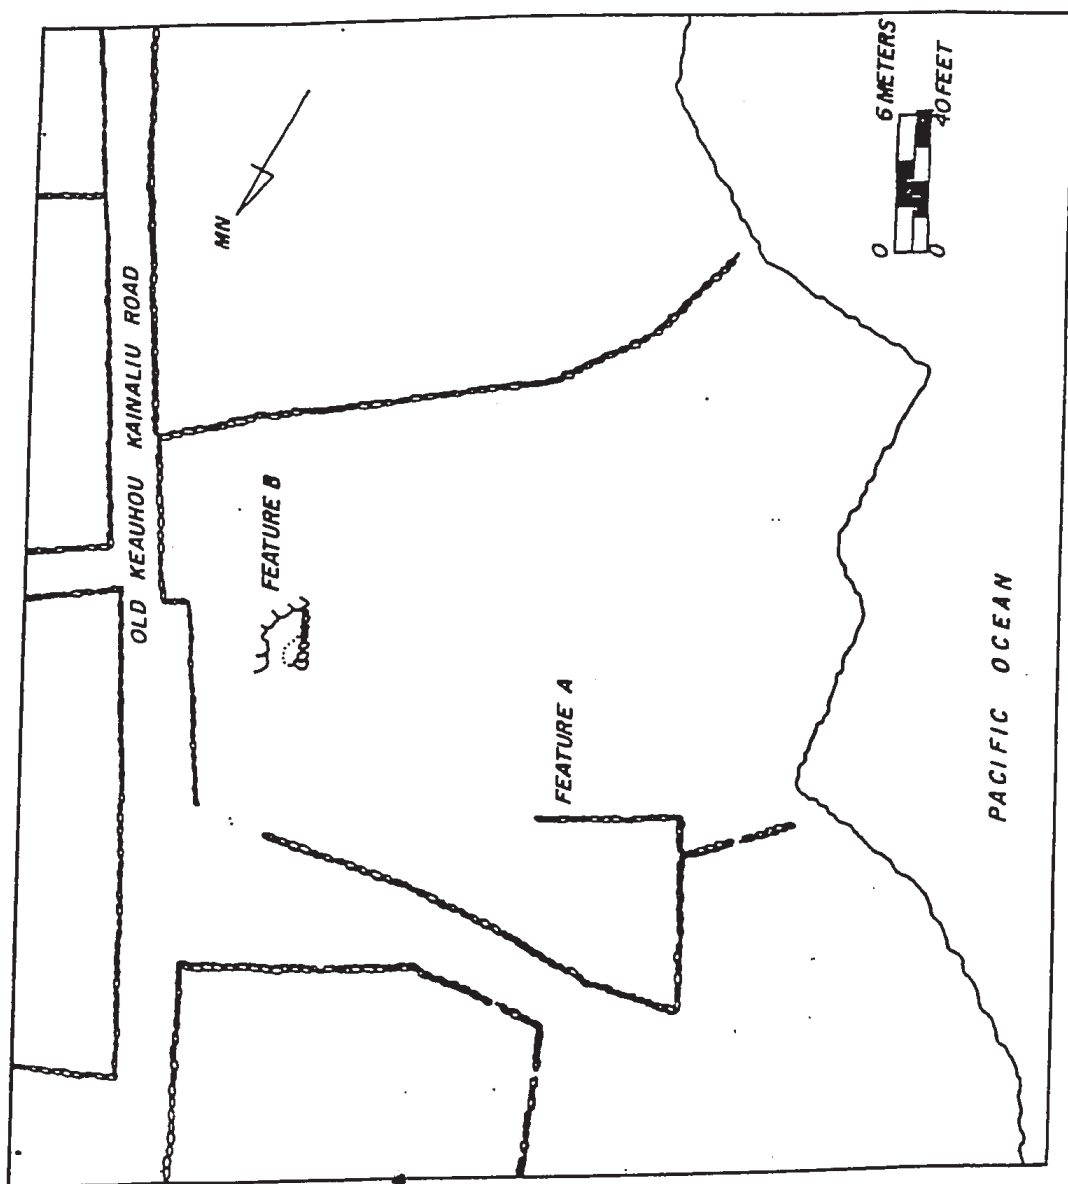 MN
OLD KEAUHOU KAINALIU ROAD
FEATURE B
FEATURE A
PACIFIC OCEAN
0 6 METERS
0 40 FEET